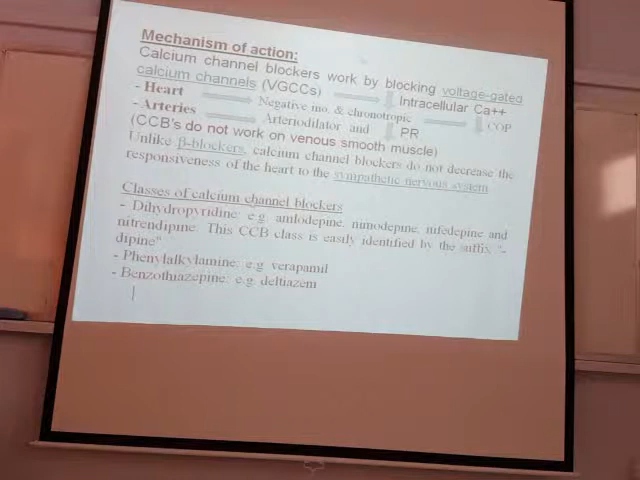 Mechanism of action:
Calcium channel blockers work by blocking voltage-gated
calcium channels (VGCCs) Intracellular Ca++
- Heart Negative ino. & chronotropic COP
- Arteries Arteriodilator and PR
(CCB's do not work on venous smooth muscle)
Unlike β-blockers, calcium channel blockers do not decrease the
responsiveness of the heart to the sympathetic nervous system
Classes of calcium channel blockers
- Dihydropyridine: e.g. amlodepine, nimodepine, nifedepine and
nitrendipine. This CCB class is easily identified by the suffix "-
dipine"
- Phenylalkylamine: e.g verapamil
- Benzothiazepine: e.g. deltiazem